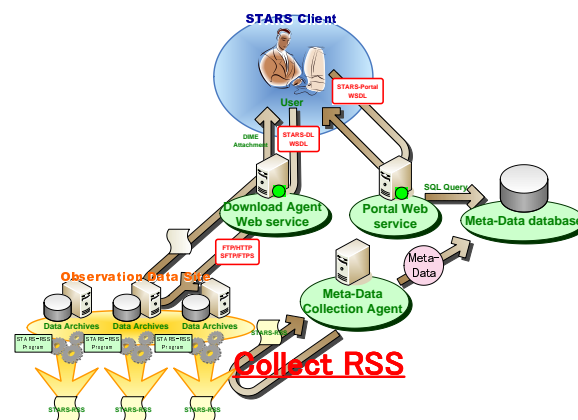 STARS Client
STARS-Portal
WSDL
User
DIME
Attachment
STARS-DL
WSDL
SQL Query
Download Agent
Web service
Portal Web
service
Meta-Data database
FTP/HTTP
SFTP/FTPS
Meta-
Data
Observation Data Site
Meta-Data
Collection Agent
Data Archives
Data Archives
Data Archives
STARS-RSS
Program
STARS-RSS
Program
STARS-RSS
Program
STARS-RSS
Collect RSS
STARS-RSS
STARS-RSS
STARS-RSS